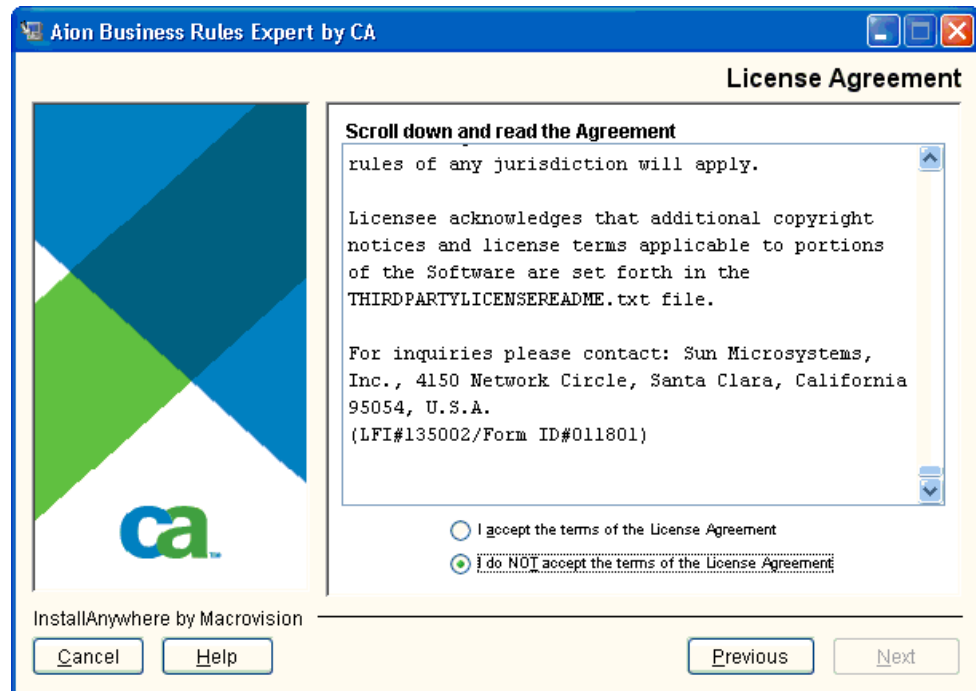 Aion Business Rules Expert by CA
License Agreement
Scroll down and read the Agreement
rules of any jurisdiction will apply.
Licensee acknowledges that additional copyright
notices and license terms applicable to portions
of the Software are set forth in the
THIRDPARTYLICENSEREADME.txt file.
For inquiries please contact: Sun Microsystems,
Inc., 4150 Network Circle, Santa Clara, California
95054, U.S.A.
(LFI#135002/Form ID#011801)
ca™
I accept the terms of the License Agreement
I do NOT accept the terms of the License Agreement
InstallAnywhere by Macrovision
Cancel Help Previous Next